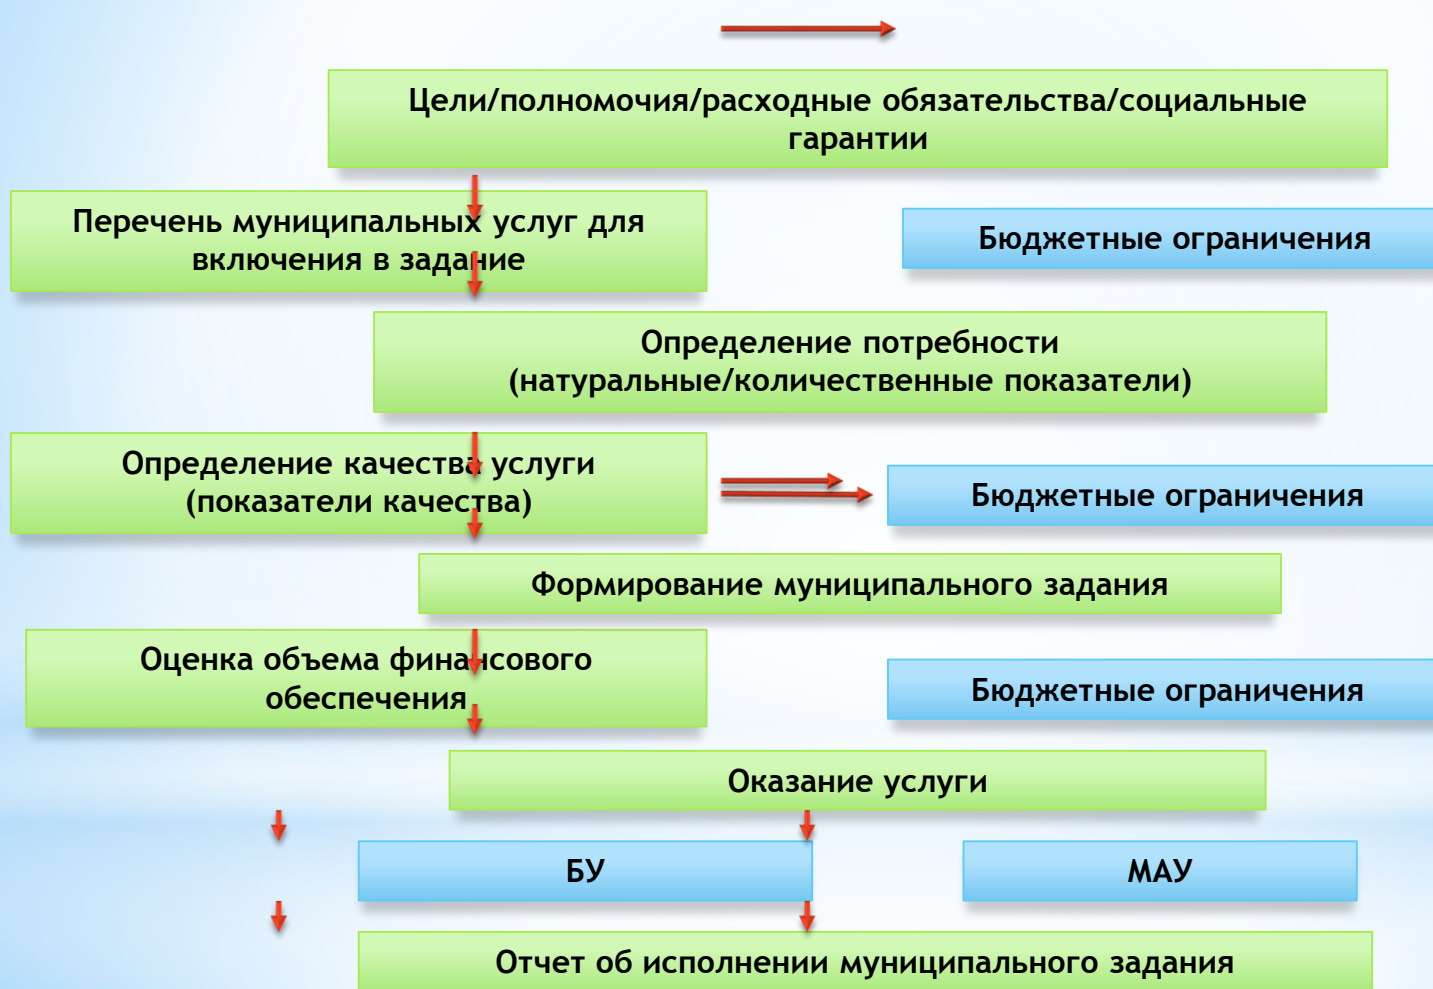 Цели/полномочия/расходные обязательства/социальные
гарантии
Перечень муниципальных услуг для
включения в задание
Бюджетные ограничения
Определение потребности
(натуральные/количественные показатели)
Определение качества услуги
(показатели качества)
Бюджетные ограничения
Формирование муниципального задания
Оценка объема финансового
обеспечения
Бюджетные ограничения
Оказание услуги
БУ
МАУ
Отчет об исполнении муниципального задания